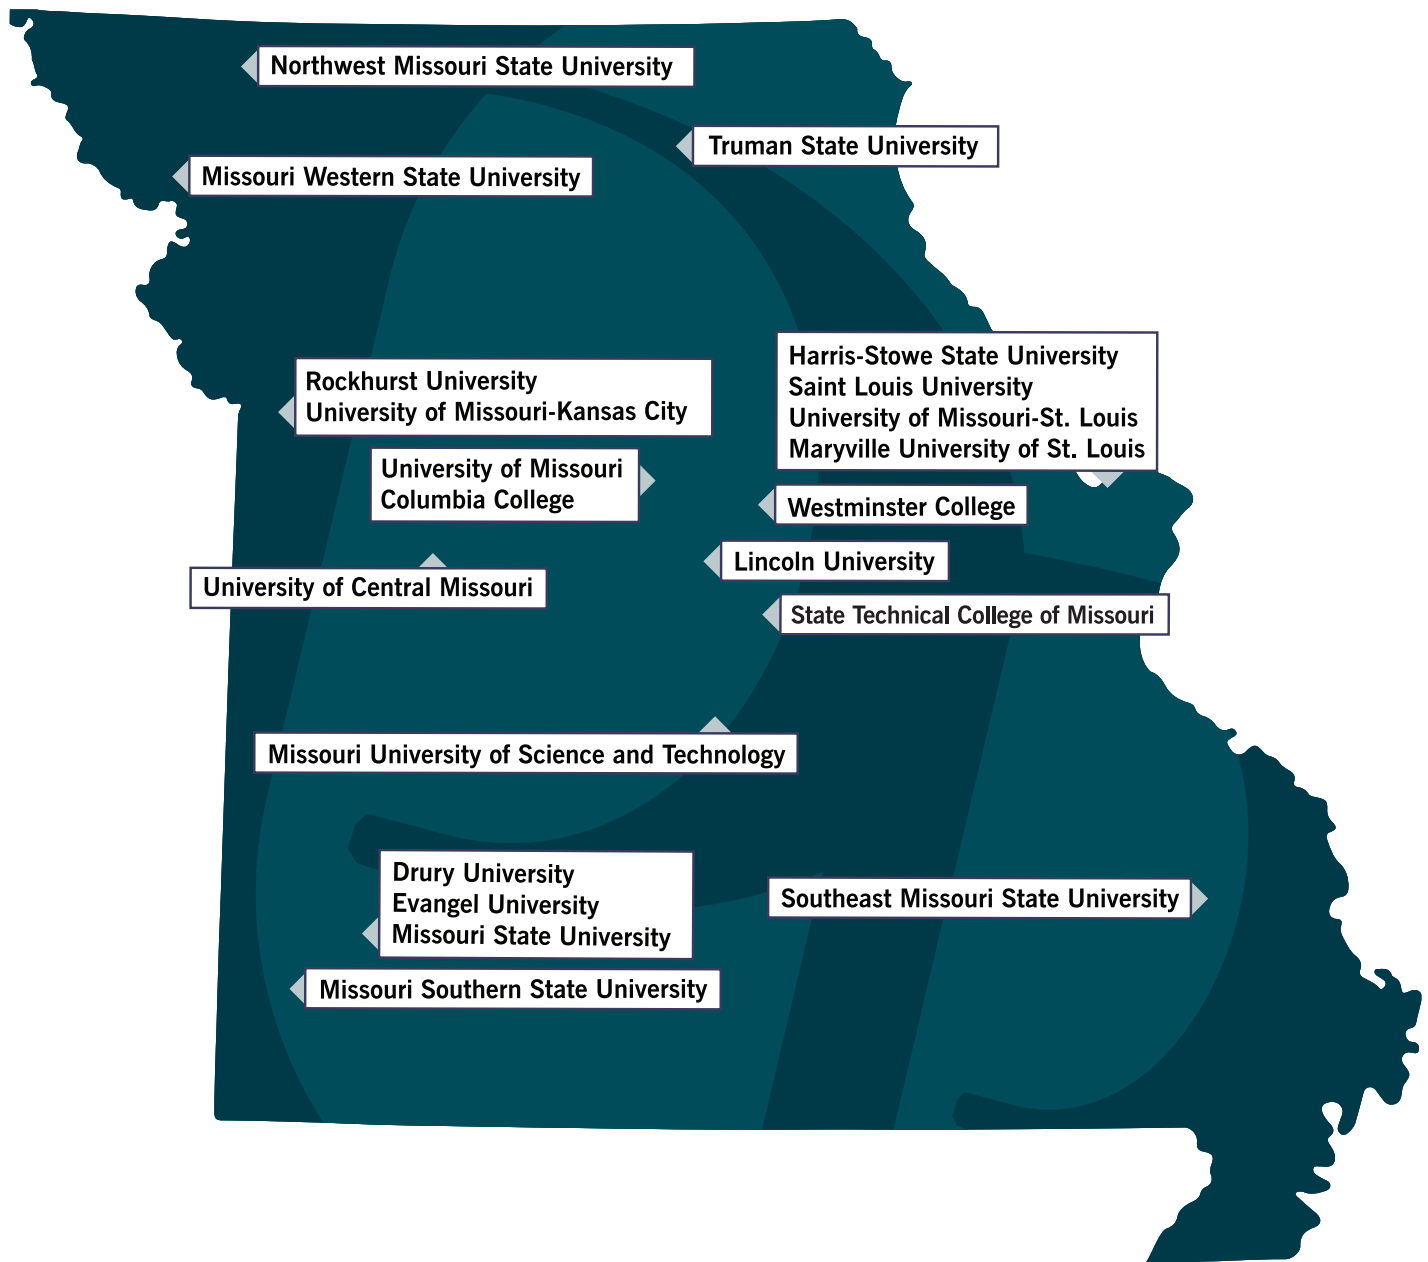 Northwest Missouri State University
Truman State University
Missouri Western State University
Harris-Stowe State University
Saint Louis University
University of Missouri-St. Louis
Maryville University of St. Louis
Rockhurst University
University of Missouri-Kansas City
University of Missouri
Columbia College
Westminster College
Lincoln University
University of Central Missouri
State Technical College of Missouri
Missouri University of Science and Technology
Drury University
Evangel University
Missouri State University
Southeast Missouri State University
Missouri Southern State University